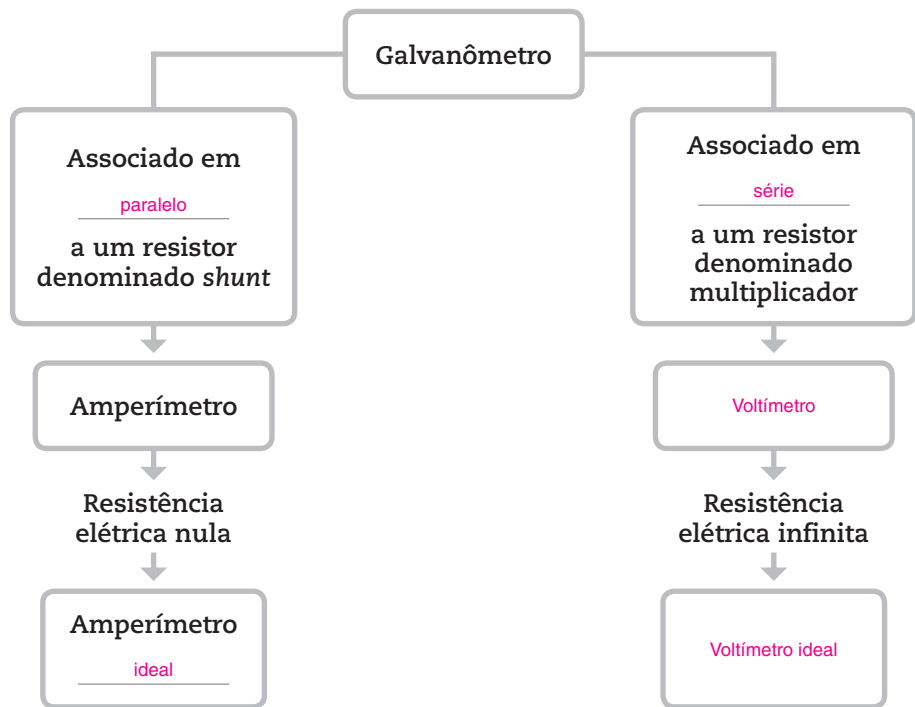 Galvanômetro
Associado em
paralelo
a um resistor
denominado shunt
Amperímetro
Resistência
elétrica nula
Amperímetro
ideal
Associado em
série
a um resistor
denominado
multiplicador
Voltímetro
Resistência
elétrica infinita
Voltímetro ideal